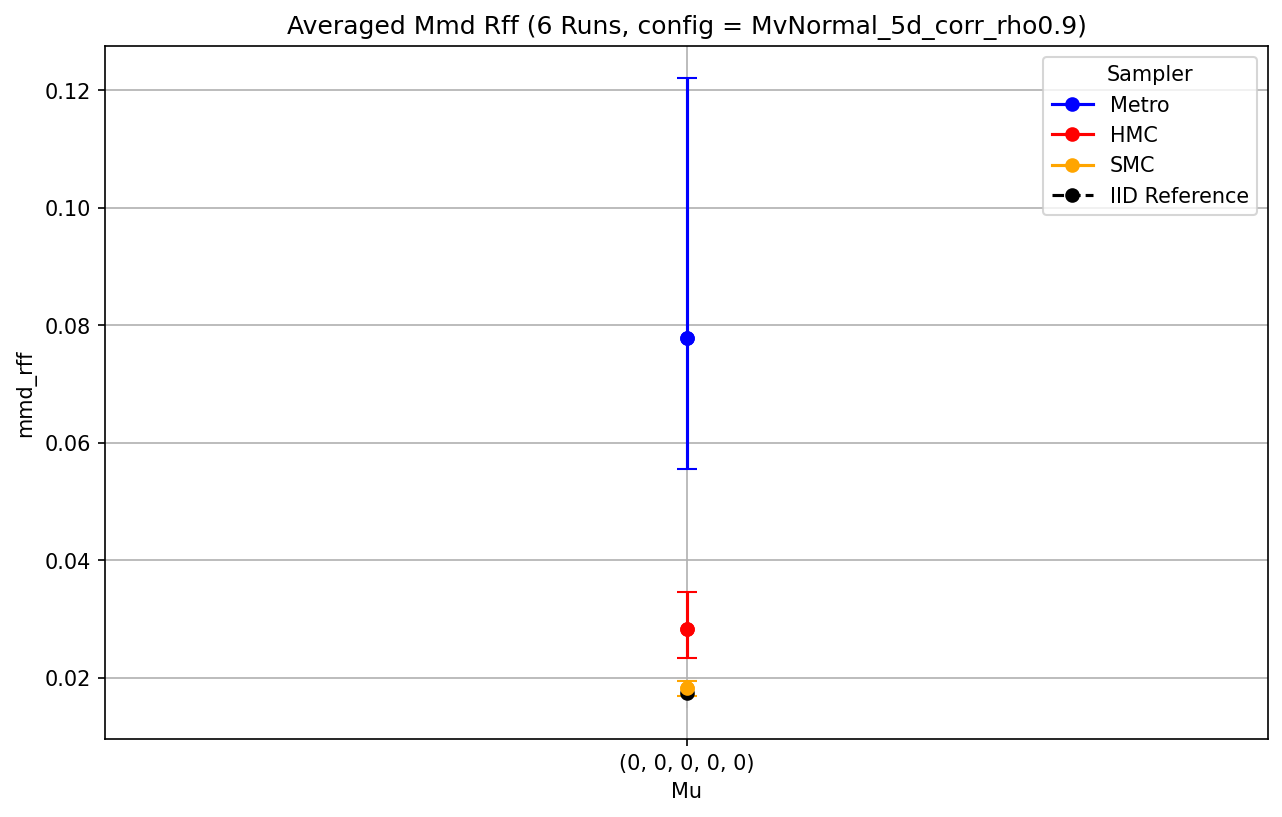 Averaged Mmd Rff (6 Runs, config = MvNormal_5d_corr_rho0.9)
Sampler
Metro
HMC
SMC
IID Reference
0.12
0.10
0.08
0.06
0.04
0.02
mmd_rff
(0, 0, 0, 0, 0)
Mu